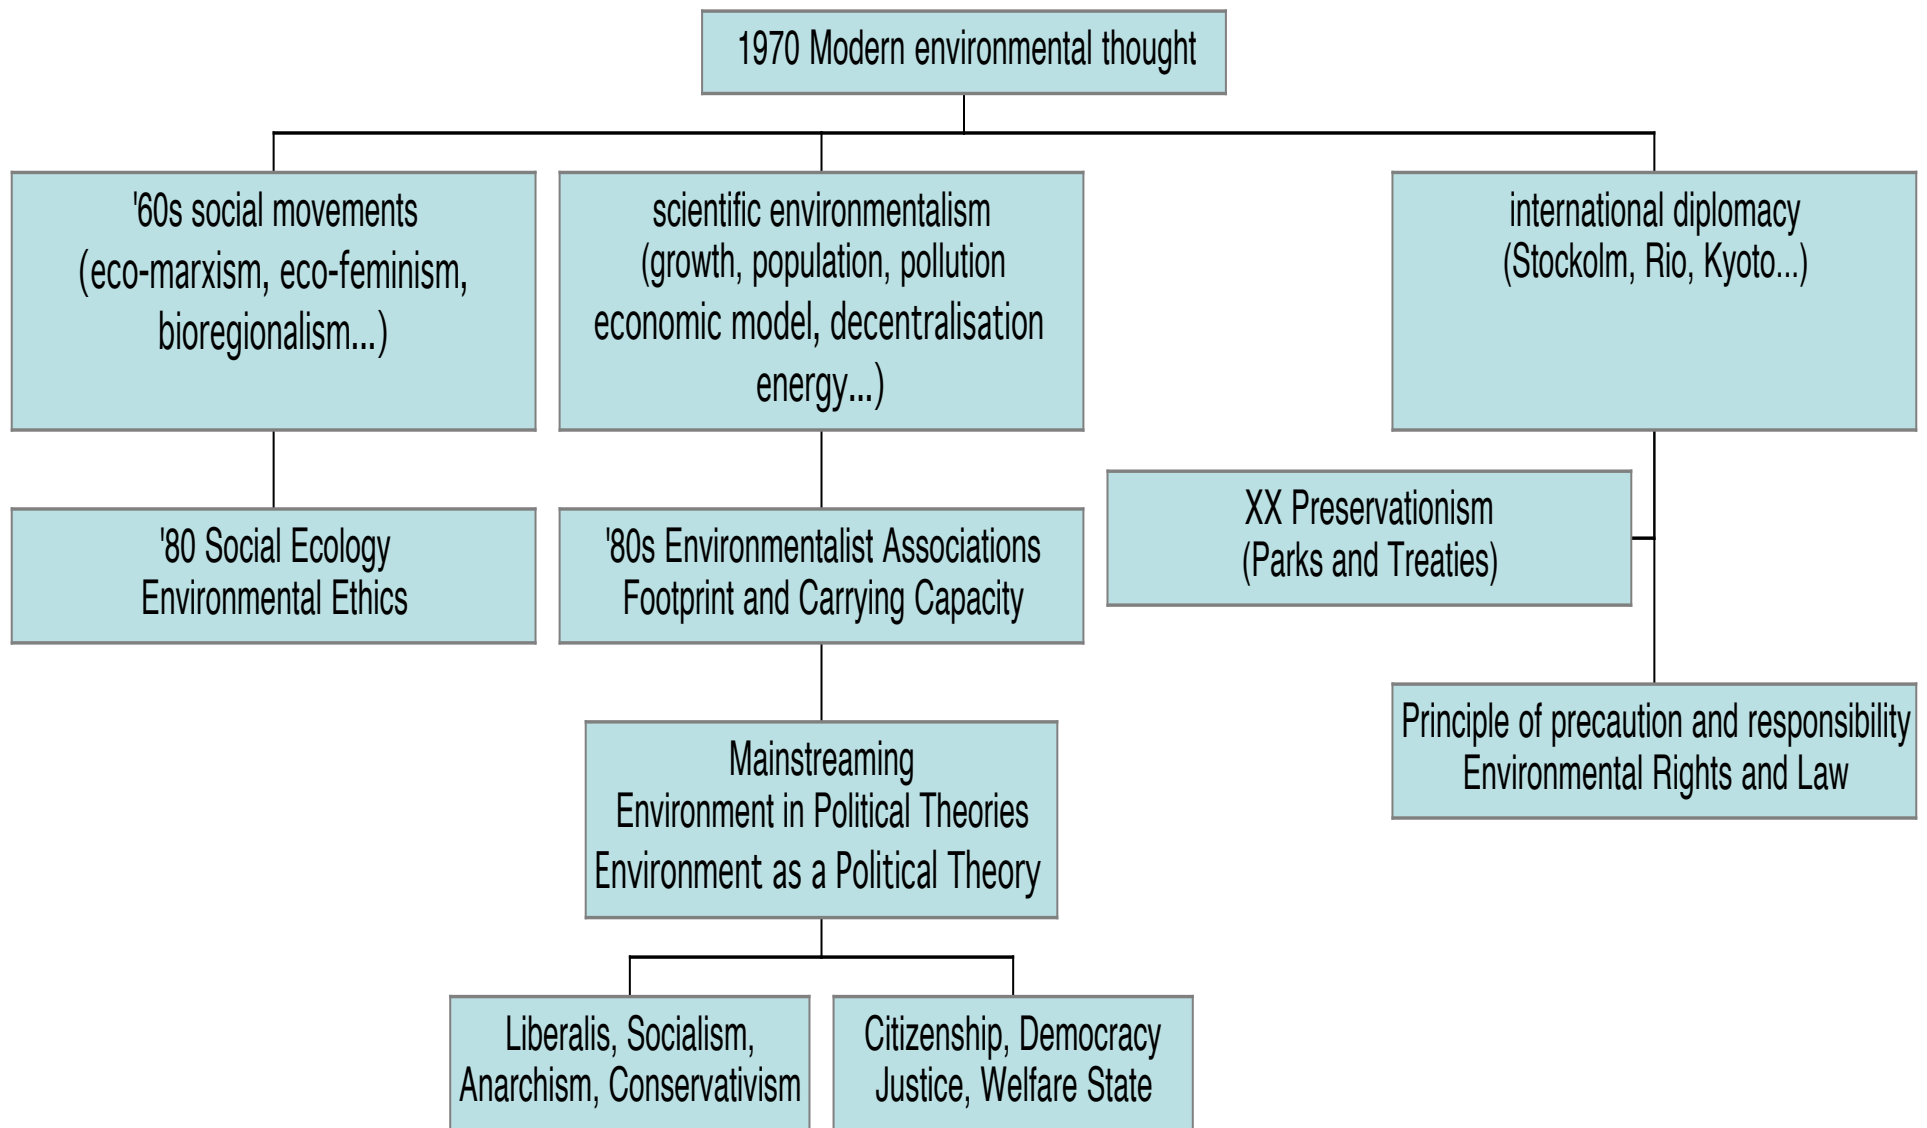 1970 Modern environmental thought
'60s social movements
(eco-marxism, eco-feminism,
bioregionalism...)
scientific environmentalism
(growth, population, pollution
economic model, decentralisation
energy...)
international diplomacy
(Stockolm, Rio, Kyoto...)
XX Preservationism
(Parks and Treaties)
'80 Social Ecology
Environmental Ethics
'80s Environmentalist Associations
Footprint and Carrying Capacity
Principle of precaution and responsibility
Environmental Rights and Law
Mainstreaming
Environment in Political Theories
Environment as a Political Theory
Liberalis, Socialism,
Anarchism, Conservativism
Citizenship, Democracy
Justice, Welfare State